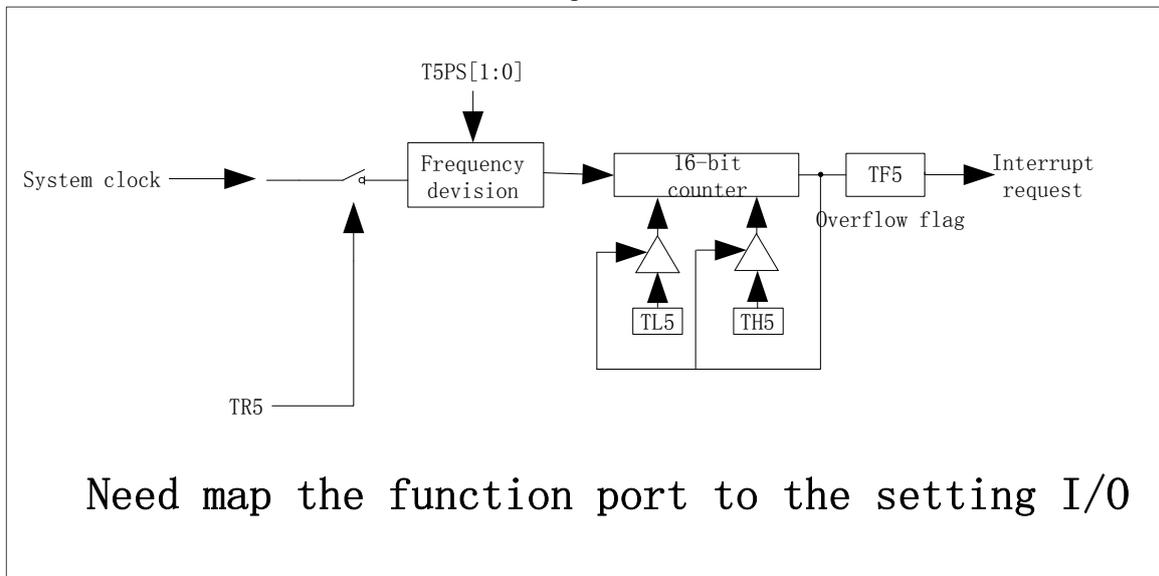 T5PS[1:0]
System clock
Frequency
devision
16-bit
counter
TF5
Interrupt
request
Overflow flag
TL5
TH5
TR5
Need map the function port to the setting I/O